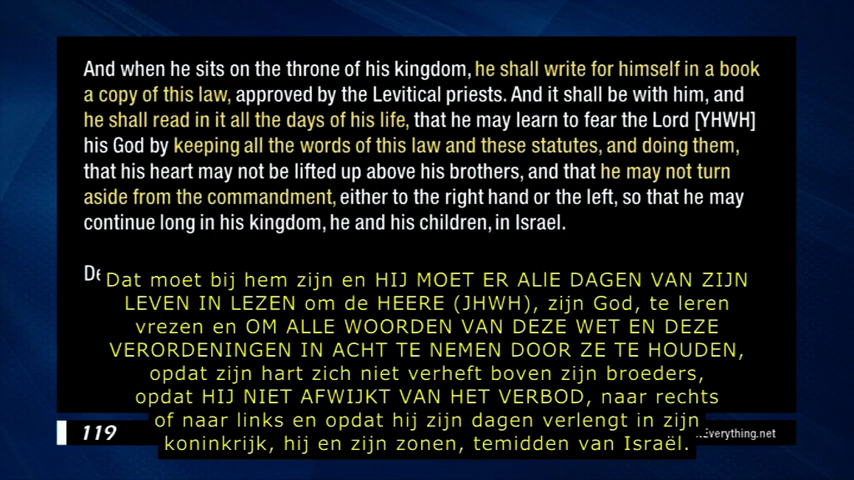 And when he sits on the throne of his kingdom, he shall write for himself in a book
a copy of this law, approved by the Levitical priests. And it shall be with him, and
he shall read in it all the days of his life, that he may learn to fear the Lord [YHWH]
his God by keeping all the words of this law and these statutes, and doing them,
that his heart may not be lifted up above his brothers, and that he may not turn
aside from the commandment, either to the right hand or the left, so that he may
continue long in his kingdom, he and his children, in Israel.
De
Dat moet bij hem zijn en HIJ MOET ER AlIE DAGEN VAN ZIJN
LEVEN IN LEZEN om de HEERE (JHWH), zijn God, te leren
vrezen en OM ALLE WOORDEN VAN DEZE WET EN DEZE
VERORDENINGEN IN ACHT TE NEMEN DOOR ZE TE HOUDEN,
opdat zijn hart zich niet verheft boven zijn broeders,
opdat HIJ NIET AFWIJKT VAN HET VERBOD, naar rechts
of naar links en opdat hij zijn dagen verlengt in zijn
koninkrijk, hij en zijn zonen, temidden van Israël.
119
Everything.net